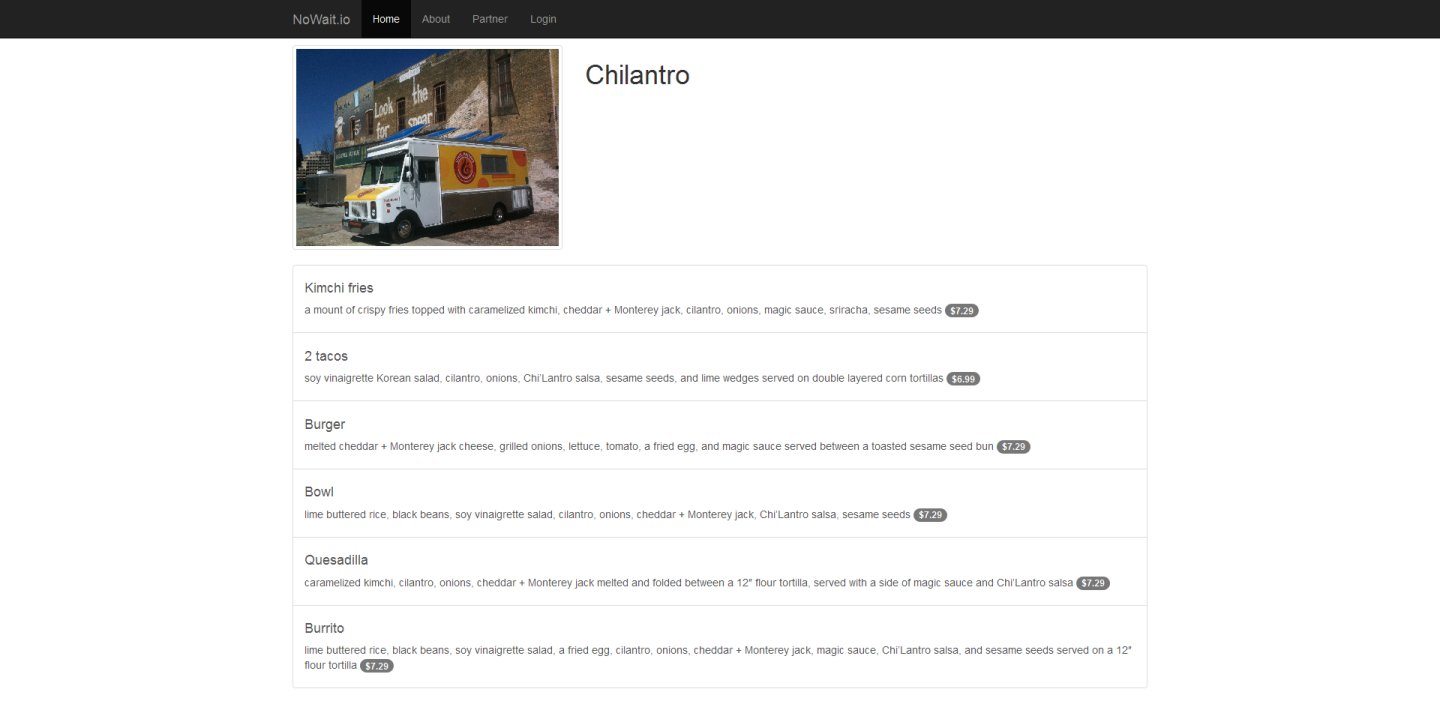 NoWait.io Home About Partner Login
Look the
for spear
Chilantro
Kimchi fries
a mount of crispy fries topped with caramelized kimchi, cheddar + Monterey jack, cilantro, onions, magic sauce, sriracha, sesame seeds $7.29
2 tacos
soy vinaigrette Korean salad, cilantro, onions, Chi'Lantro salsa, sesame seeds, and lime wedges served on double layered corn tortillas $6.99
Burger
melted cheddar + Monterey jack cheese, grilled onions, lettuce, tomato, a fried egg, and magic sauce served between a toasted sesame seed bun $7.29
Bowl
lime buttered rice, black beans, soy vinaigrette salad, cilantro, onions, cheddar + Monterey jack, Chi'Lantro salsa, sesame seeds $7.29
Quesadilla
caramelized kimchi, cilantro, onions, cheddar + Monterey jack melted and folded between a 12" flour tortilla, served with a side of magic sauce and Chi'Lantro salsa $7.29
Burrito
lime buttered rice, black beans, soy vinaigrette salad, a fried egg, cilantro, onions, cheddar + Monterey jack, magic sauce, Chi'Lantro salsa, and sesame seeds served on a 12"
flour tortilla $7.29